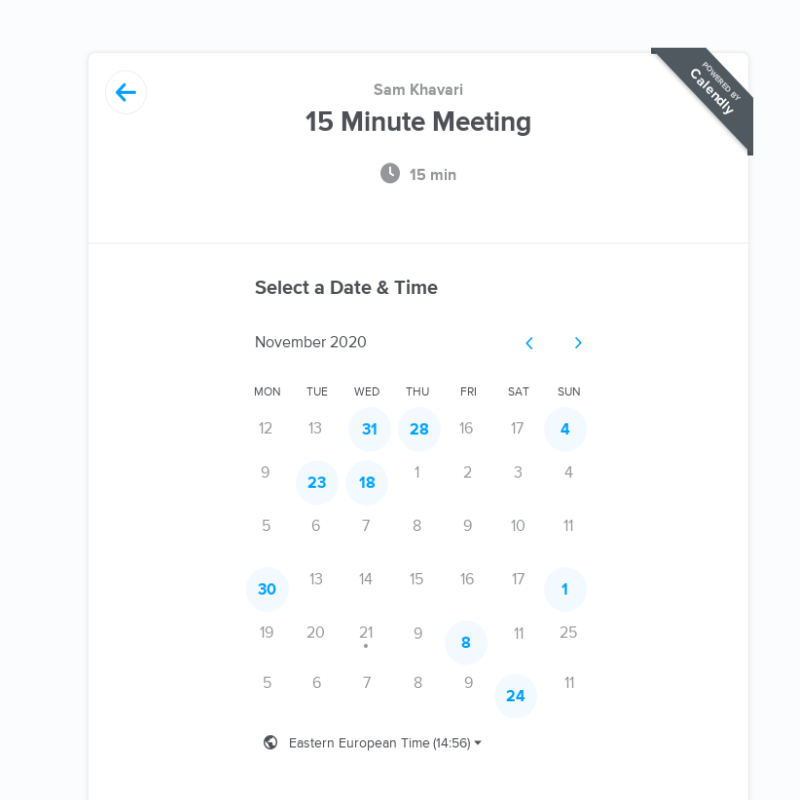 POWERED BY
Calendly
Sam Khavari
15 Minute Meeting
15 min
Select a Date & Time
November 2020
MON TUE WED THU FRI SAT SUN
12 13 31 28 16 17 4
9 23 18 1 2 3 4
5 6 7 8 9 10 11
30 13 14 15 16 17 1
19 20 21 9 8 11 25
5 6 7 8 9 24 11
Eastern European Time (14:56)